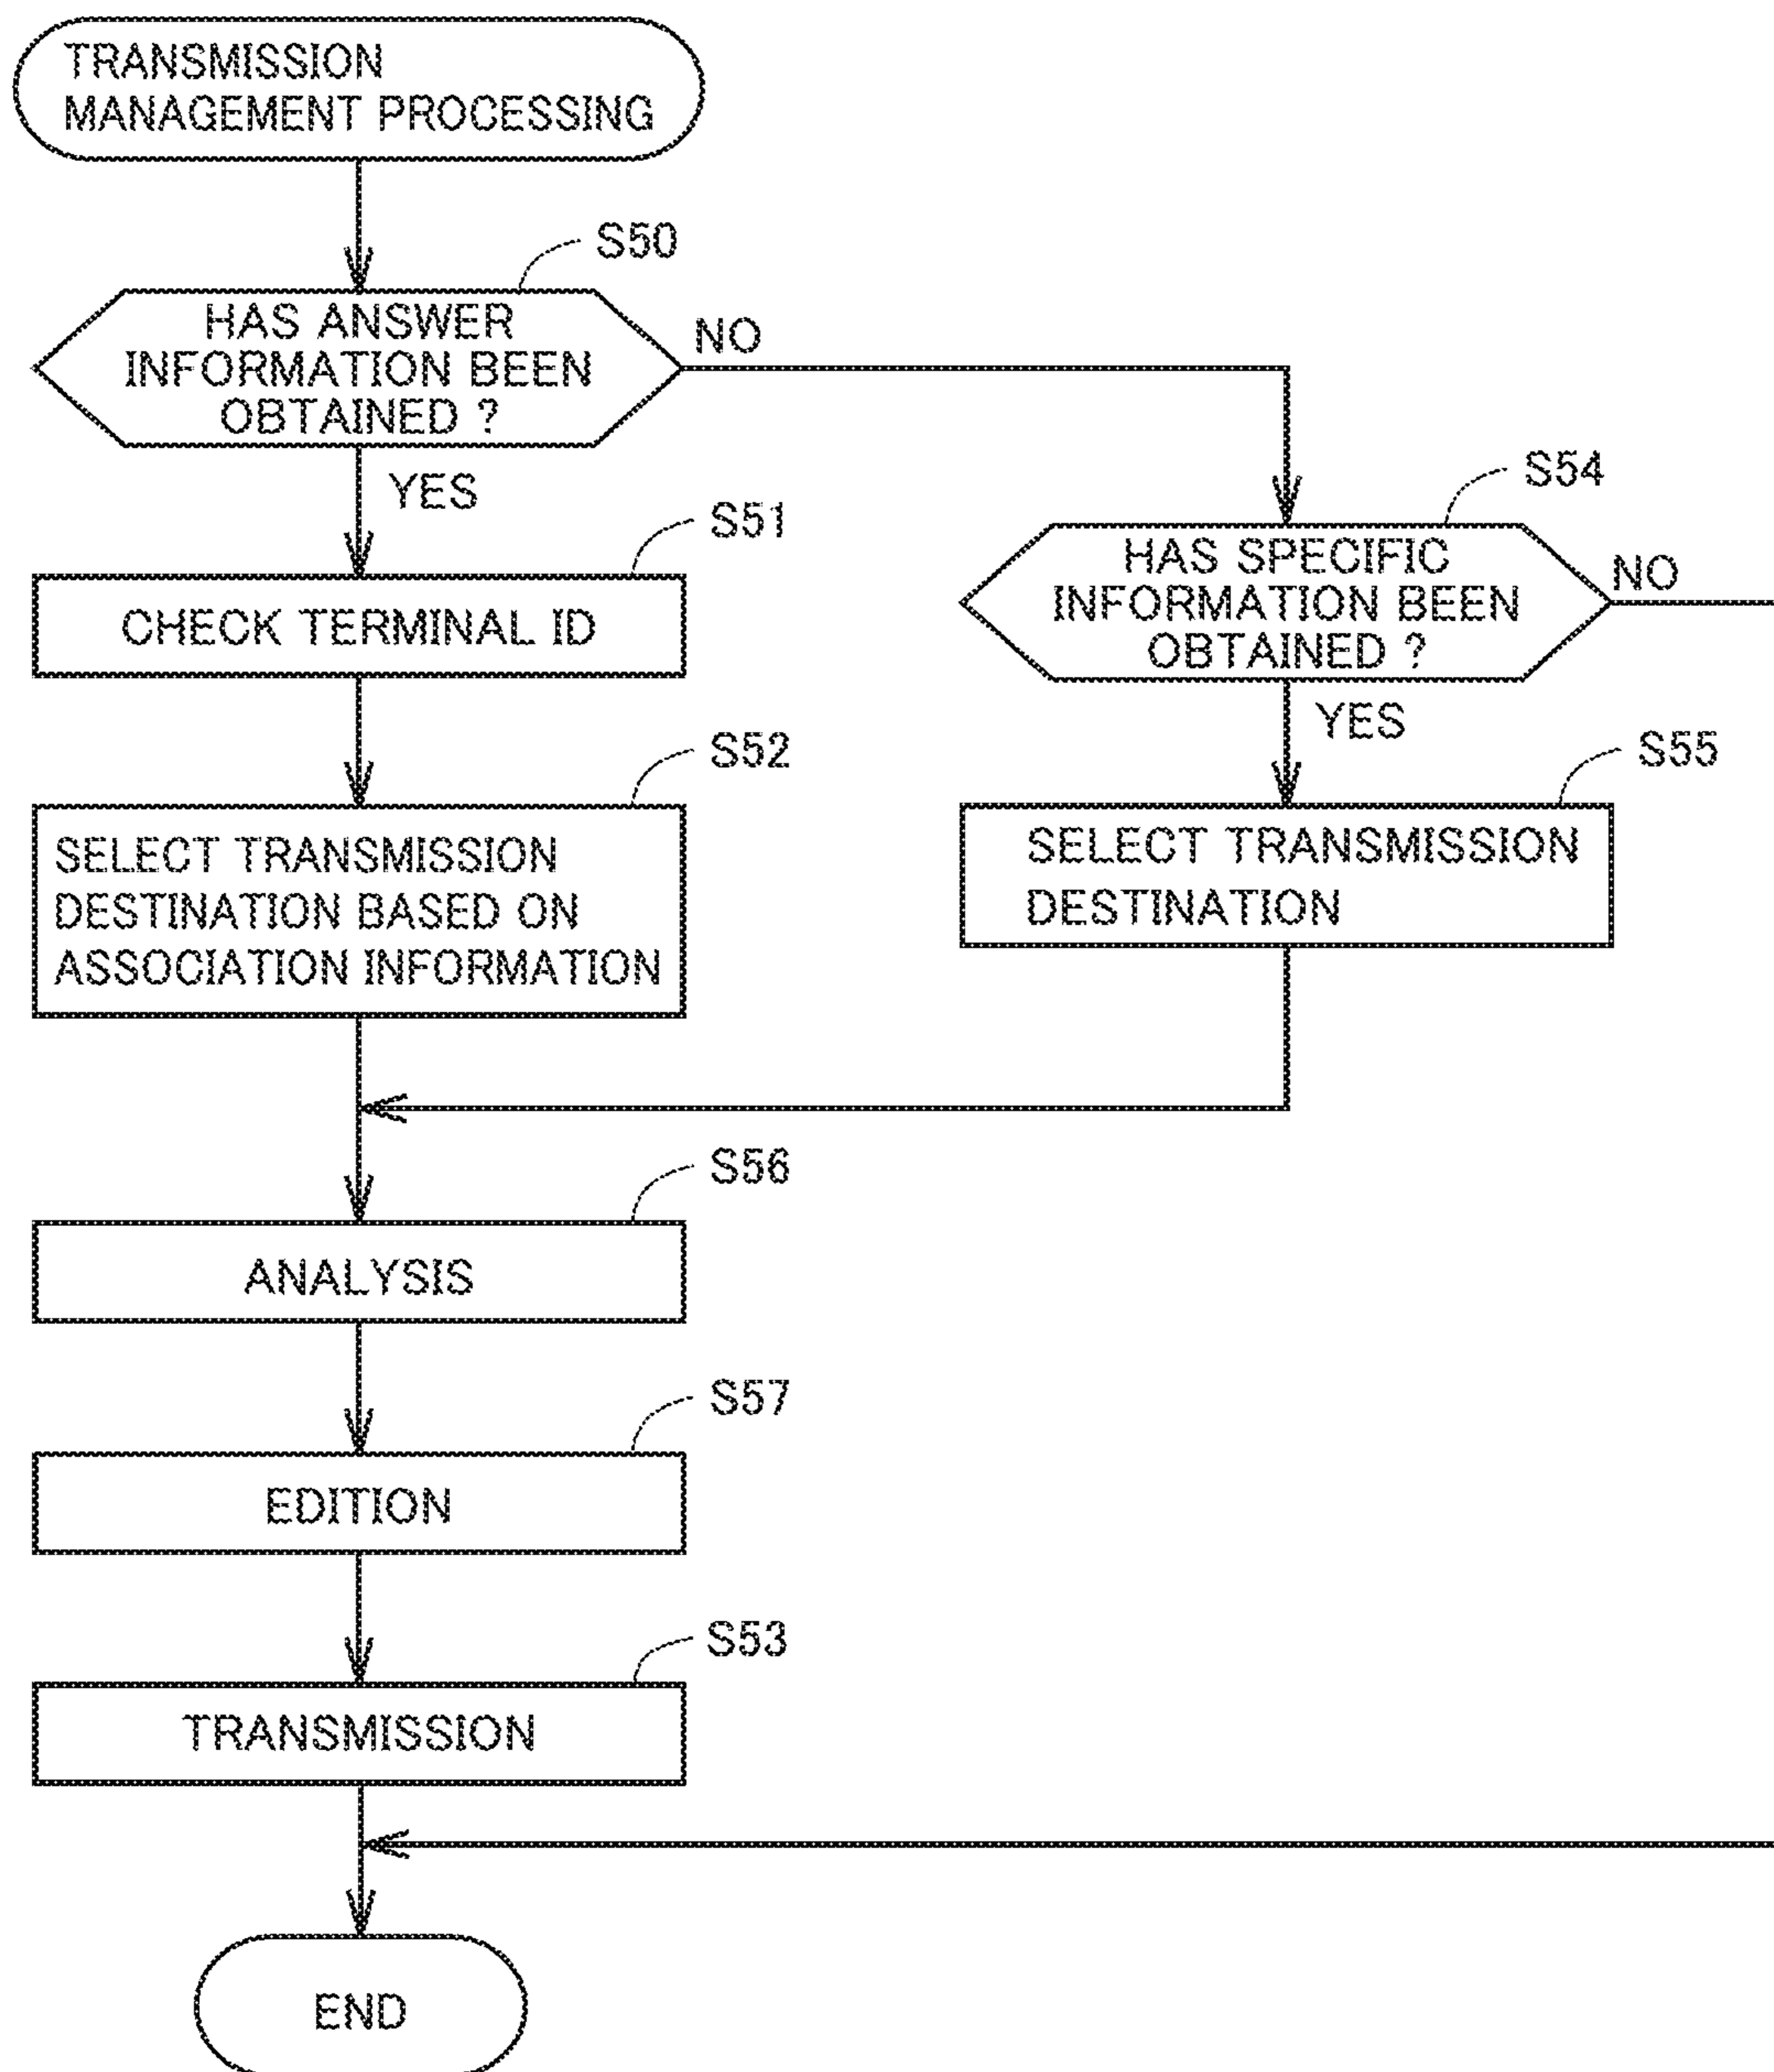 TRANSMISSION
MANAGEMENT PROCESSING
S50
HAS ANSWER
INFORMATION BEEN
OBTAINED ?
NO
YES
S54
HAS SPECIFIC
INFORMATION BEEN
OBTAINED ?
NO
YES
S51
CHECK TERMINAL ID
S52
SELECT TRANSMISSION
DESTINATION BASED ON
ASSOCIATION INFORMATION
S55
SELECT TRANSMISSION
DESTINATION
S56
ANALYSIS
S57
EDITION
S53
TRANSMISSION
END